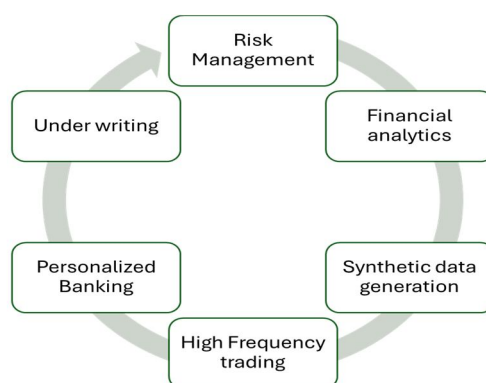 Risk
Management
Financial
analytics
Synthetic data
generation
High Frequency
trading
Personalized
Banking
Under writing